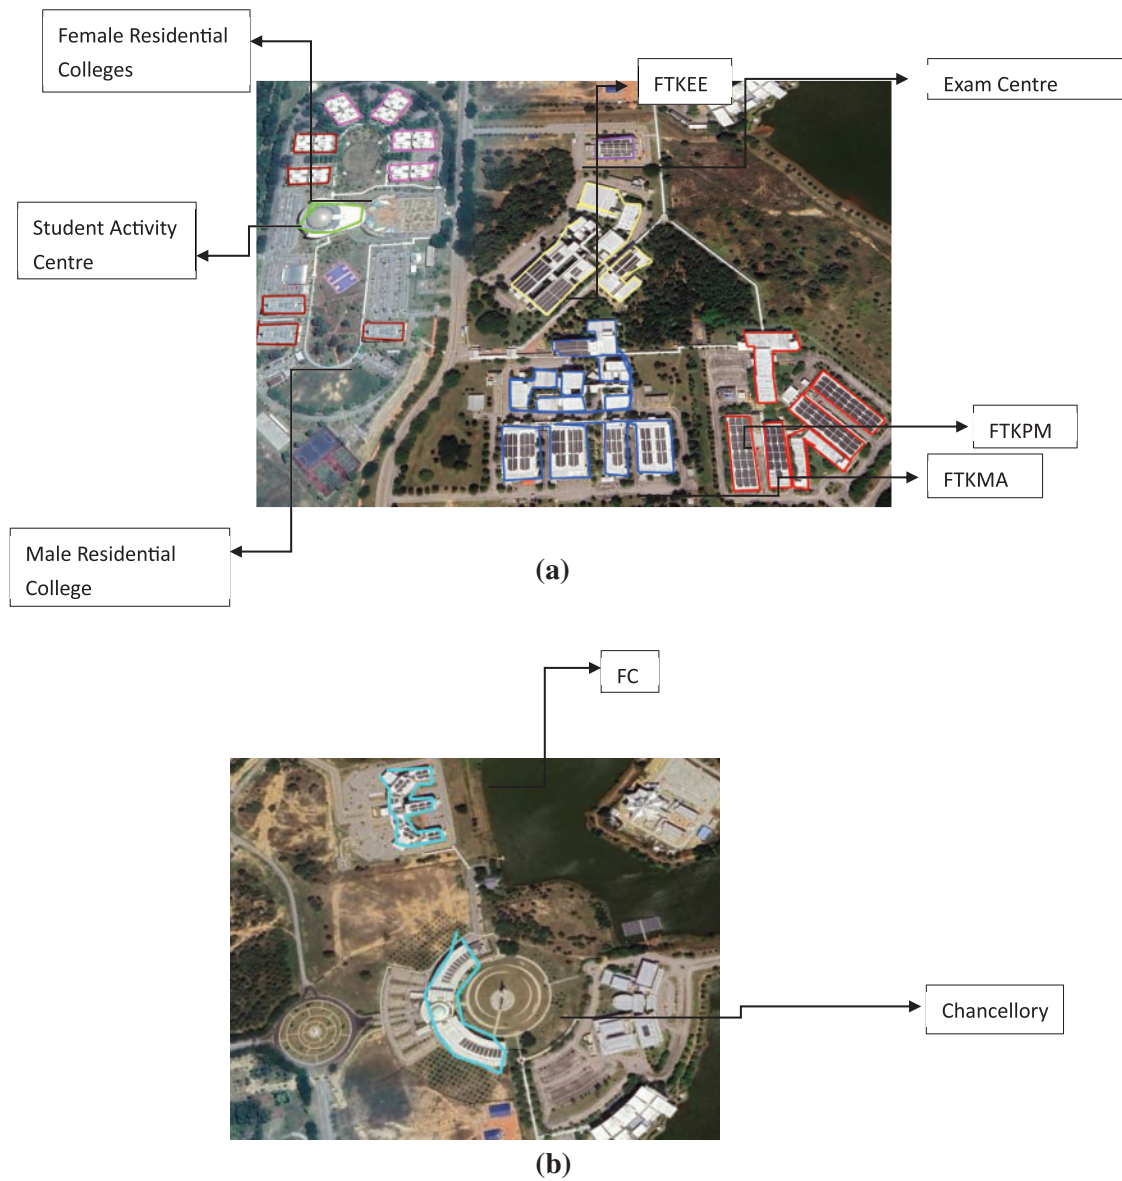 Female Residential
Colleges
FTKEE
Exam Centre
Student Activity
Centre
FTKPM
FTKMA
Male Residential
College
(a)
FC
Chancellory
(b)